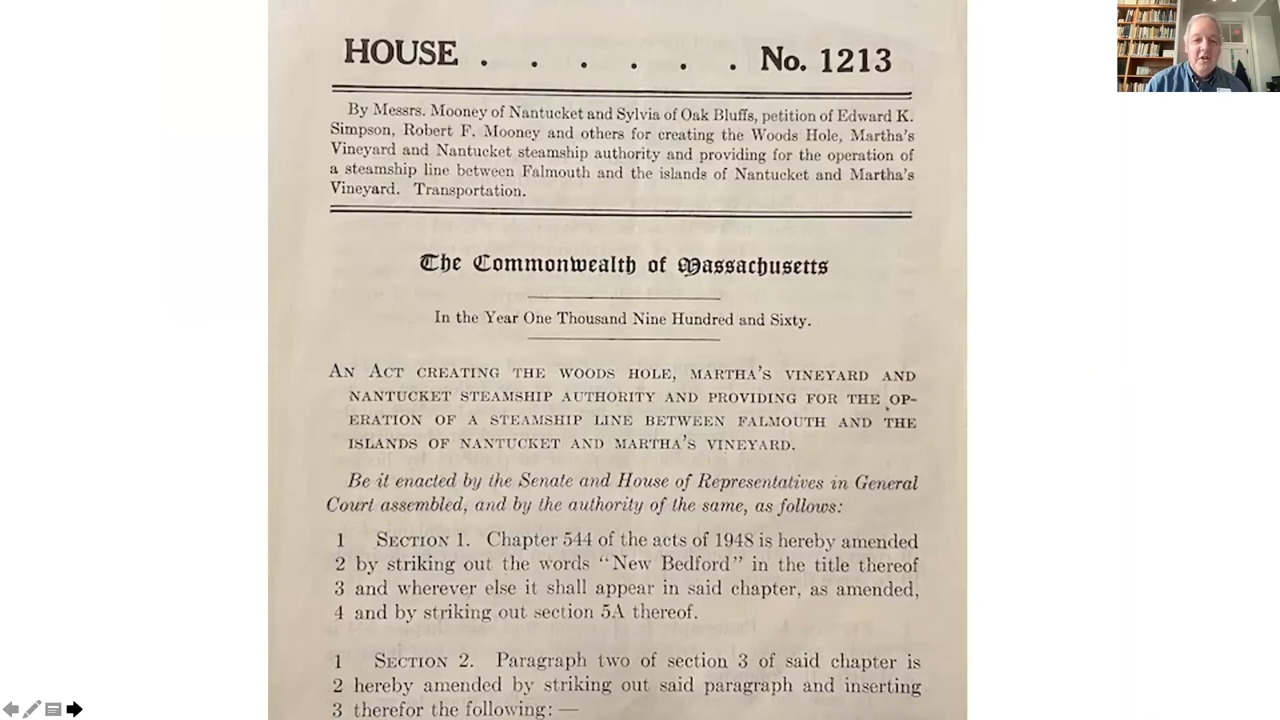 HOUSE . . . . . . No. 1213
By Messrs. Mooney of Nantucket and Sylvia of Oak Bluffs, petition of Edward K.
Simpson, Robert F. Mooney and others for creating the Woods Hole, Martha's
Vineyard and Nantucket steamship authority and providing for the operation of
a steamship line between Falmouth and the islands of Nantucket and Martha's
Vineyard. Transportation.
The Commonwealth of Massachusetts
In the Year One Thousand Nine Hundred and Sixty.
AN ACT CREATING THE WOODS HOLE, MARTHA'S VINEYARD AND
NANTUCKET STEAMSHIP AUTHORITY AND PROVIDING FOR THE OP-
ERATION OF A STEAMSHIP LINE BETWEEN FALMOUTH AND THE
ISLANDS OF NANTUCKET AND MARTHA'S VINEYARD.
Be it enacted by the Senate and House of Representatives in General
Court assembled, and by the authority of the same, as follows:
1 SECTION 1. Chapter 544 of the acts of 1948 is hereby amended
2 by striking out the words "New Bedford" in the title thereof
3 and wherever else it shall appear in said chapter, as amended,
4 and by striking out section 5A thereof.
1 SECTION 2. Paragraph two of section 3 of said chapter is
2 hereby amended by striking out said paragraph and inserting
3 therefor the following: —